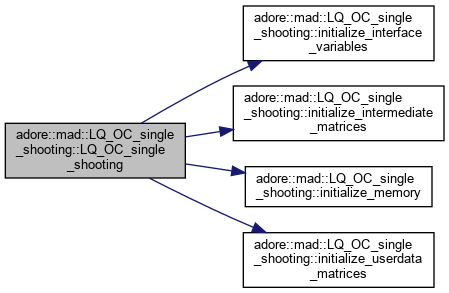 adore::mad::LQ_OC_single
_shooting::LQ_OC_single
_shooting
adore::mad::LQ_OC_single
_shooting::initialize_interface
_variables
adore::mad::LQ_OC_single
_shooting::initialize_intermediate
_matrices
adore::mad::LQ_OC_single
_shooting::initialize_memory
adore::mad::LQ_OC_single
_shooting::initialize_userdata
_matrices